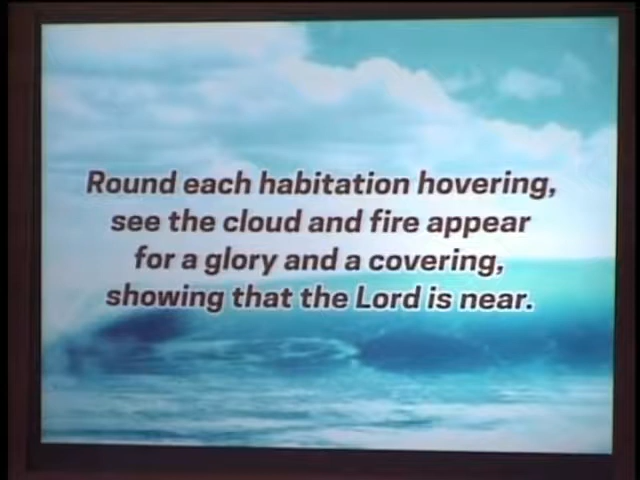 Round each habitation hovering,
see the cloud and fire appear
for a glory and a covering,
showing that the Lord is near.